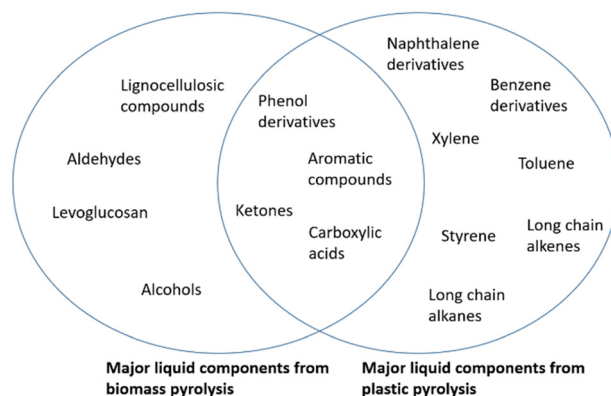 Lignocellulosic
compounds
Aldehydes
Levoglucosan
Alcohols
Phenol
derivatives
Aromatic
compounds
Ketones
Carboxylic
acids
Naphthalene
derivatives
Benzene
derivatives
Xylene
Toluene
Styrene
Long chain
alkenes
Long chain
alkanes
Major liquid components from
biomass pyrolysis
Major liquid components from
plastic pyrolysis